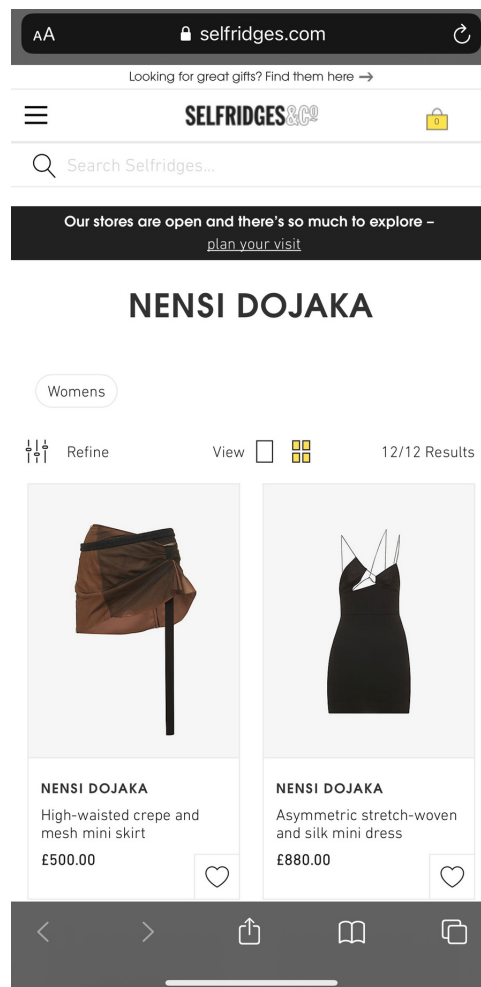 AA selfridges.com
Looking for great gifts? Find them here →
SELFRIDGES&Cº
0
Search Selfridges...
Our stores are open and there's so much to explore –
plan your visit
NENSI DOJAKA
Womens
Refine View 12/12 Results
NENSI DOJAKA
High-waisted crepe and
mesh mini skirt
£500.00
NENSI DOJAKA
Asymmetric stretch-woven
and silk mini dress
£880.00